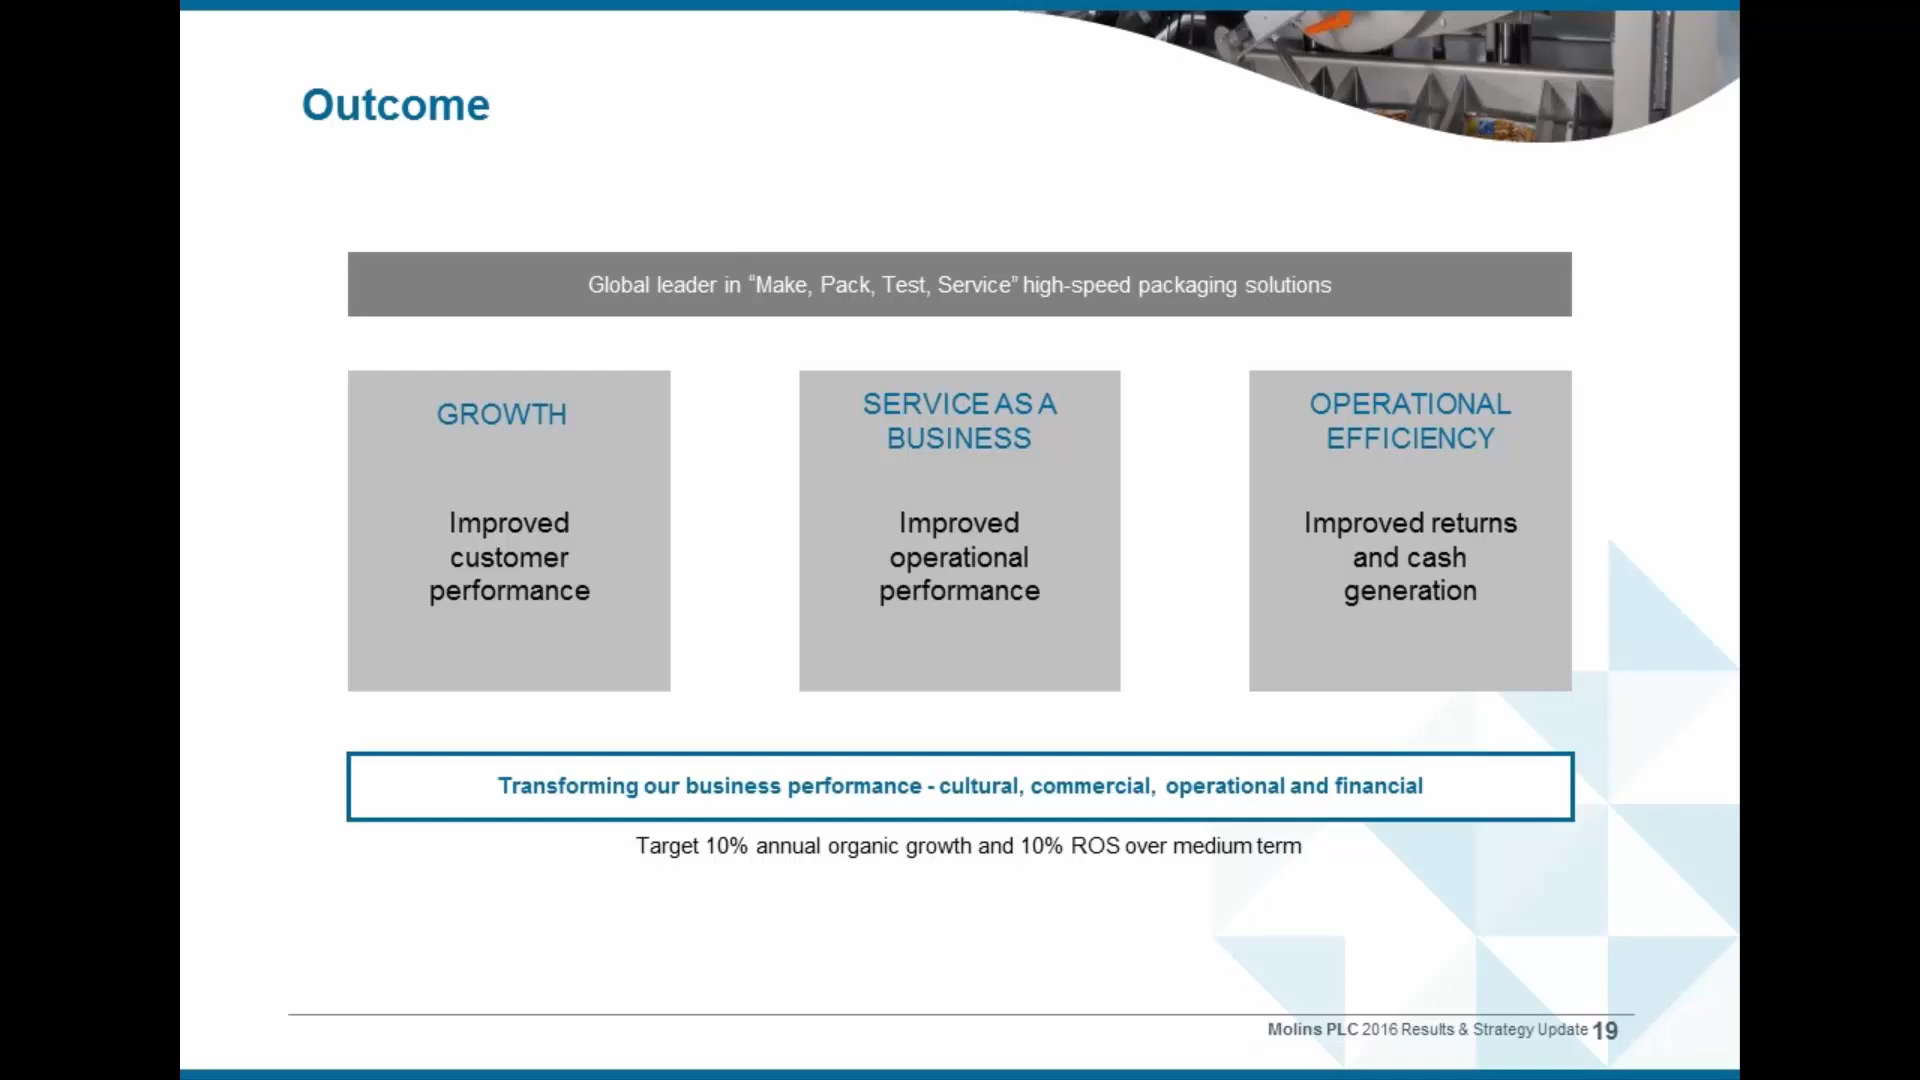 Outcome
Global leader in “Make, Pack, Test, Service” high-speed packaging solutions
GROWTH
Improved
customer
performance
SERVICE AS A
BUSINESS
Improved
operational
performance
OPERATIONAL
EFFICIENCY
Improved returns
and cash
generation
Transforming our business performance - cultural, commercial, operational and financial
Target 10% annual organic growth and 10% ROS over medium term
Molins PLC 2016 Results & Strategy Update 19